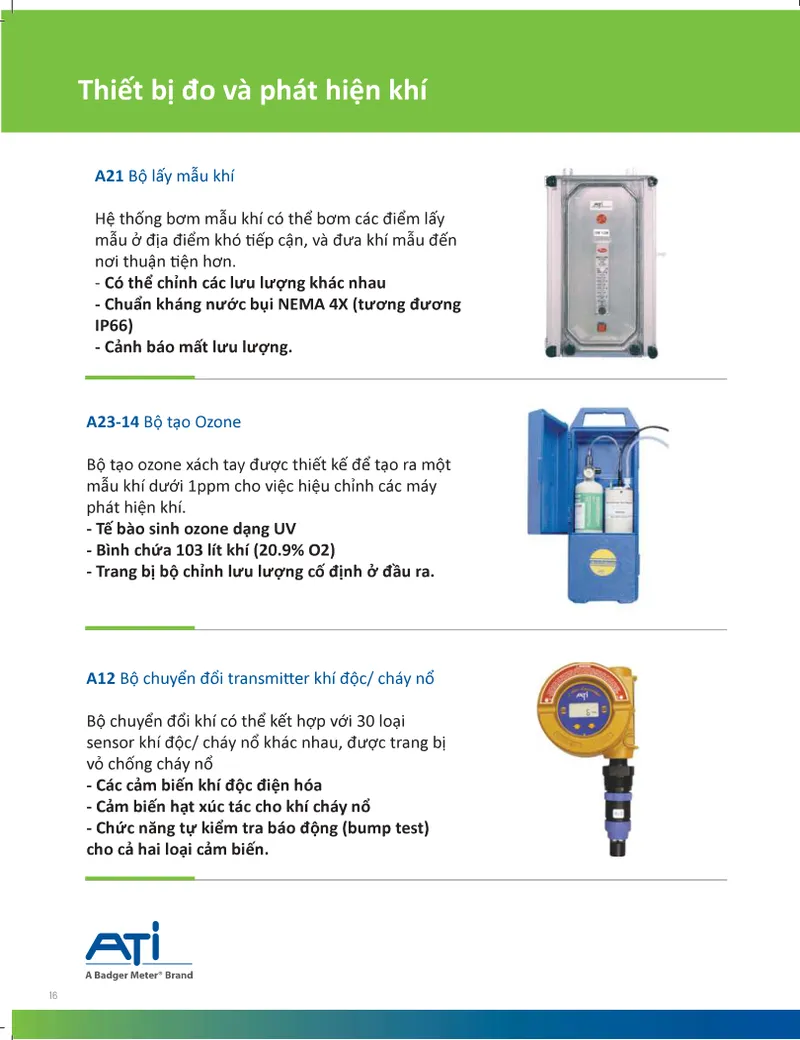 Thiết bị đo và phát hiện khí
A21 Bộ lấy mẫu khí
Hệ thống bơm mẫu khí có thể bơm các điểm lấy
mẫu ở địa điểm khó tiếp cận, và đưa khí mẫu đến
nơi thuận tiện hơn.
- Có thể chỉnh các lưu lượng khác nhau
- Chuẩn kháng nước bụi NEMA 4X (tương đương
IP66)
- Cảnh báo mất lưu lượng.
ATi
A23-14 Bộ tạo Ozone
Bộ tạo ozone xách tay được thiết kế để tạo ra một
mẫu khí dưới 1ppm cho việc hiệu chỉnh các máy
phát hiện khí.
- Tế bào sinh ozone dạng UV
- Bình chứa 103 lít khí (20.9% O2)
- Trang bị bộ chỉnh lưu lượng cố định ở đầu ra.
A12 Bộ chuyển đổi transmitter khí độc/ cháy nổ
Bộ chuyển đổi khí có thể kết hợp với 30 loại
sensor khí độc/ cháy nổ khác nhau, được trang bị
vỏ chống cháy nổ
- Các cảm biến khí độc điện hóa
- Cảm biến hạt xúc tác cho khí cháy nổ
- Chức năng tự kiểm tra báo động (bump test)
cho cả hai loại cảm biến.
ATi
ATi
A Badger Meter® Brand
16